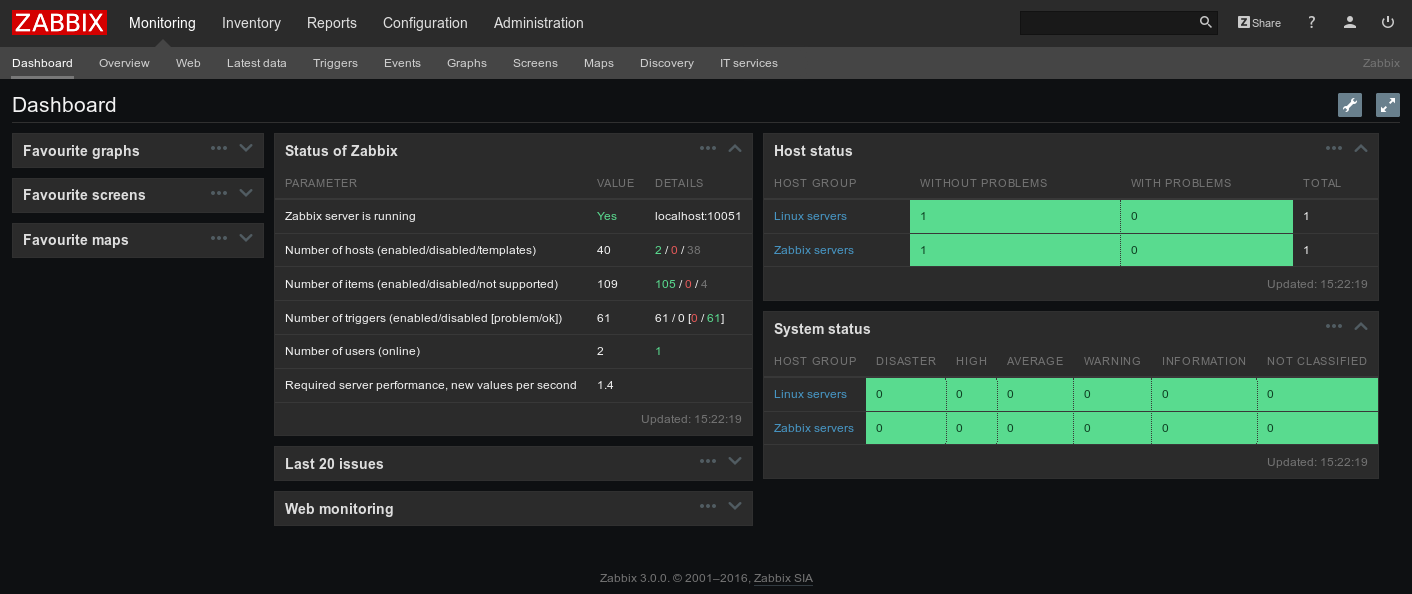 ZABBIX Monitoring Inventory Reports Configuration Administration Z Share ?
Dashboard Overview Web Latest data Triggers Events Graphs Screens Maps Discovery IT services Zabbix
Dashboard
Favourite graphs
Favourite screens
Favourite maps
Status of Zabbix
PARAMETER VALUE DETAILS
Zabbix server is running Yes localhost:10051
Number of hosts (enabled/disabled/templates) 40 2 / 0 / 38
Number of items (enabled/disabled/not supported) 109 105 / 0 / 4
Number of triggers (enabled/disabled [problem/ok]) 61 61 / 0 [0 / 61]
Number of users (online) 2 1
Required server performance, new values per second 1.4
Updated: 15:22:19
Last 20 issues
Web monitoring
Host status
HOST GROUP WITHOUT PROBLEMS WITH PROBLEMS TOTAL
Linux servers 1 0 1
Zabbix servers 1 0 1
Updated: 15:22:19
System status
HOST GROUP DISASTER HIGH AVERAGE WARNING INFORMATION NOT CLASSIFIED
Linux servers 0 0 0 0 0 0
Zabbix servers 0 0 0 0 0 0
Updated: 15:22:19
Zabbix 3.0.0. © 2001–2016, Zabbix SIA